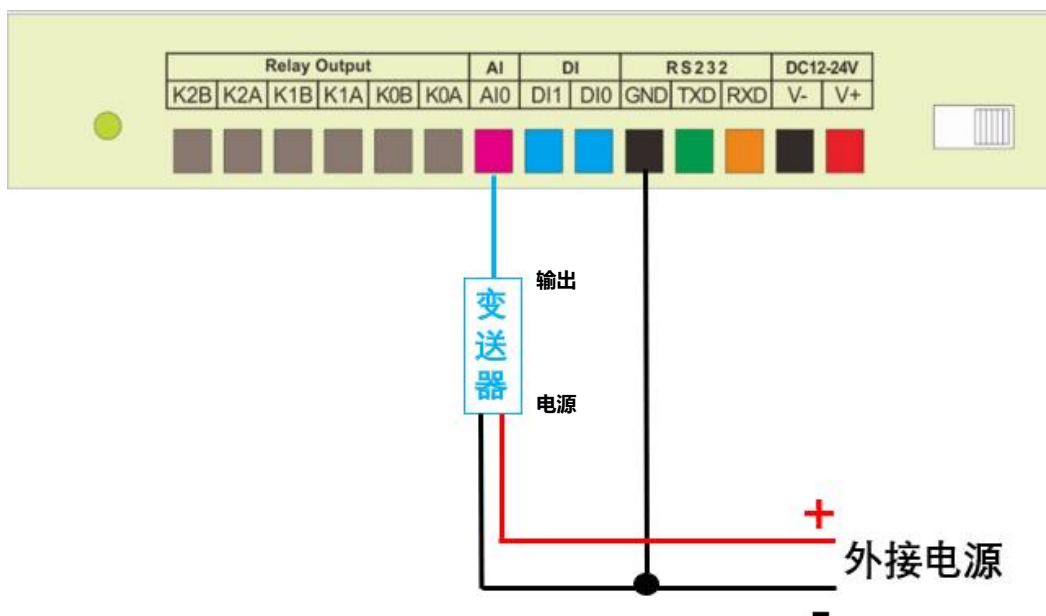 Relay Output AI DI RS232 DC12-24V
K2B K2A K1B K1A K0B K0A AI0 DI1 DI0 GND TXD RXD V- V+
输出
变送器
电源
+
外接电源
-